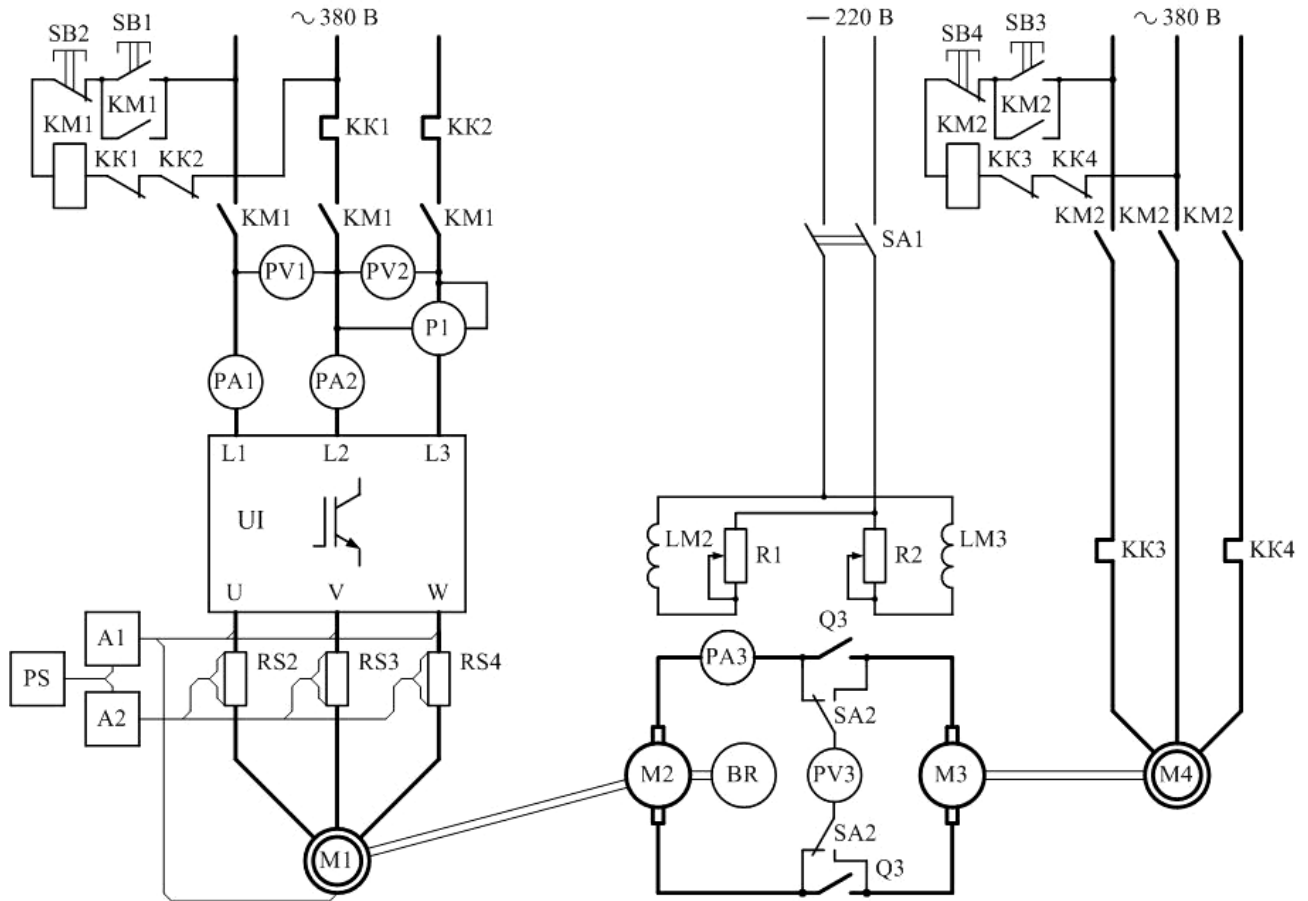 ~ 380 В
— 220 В
~ 380 В
SB2
SB1
SB4
SB3
KM1
KM1
KK1
KK2
KM2
KM2
KK1
KK2
KK3
KK4
KM1
KM1
KM1
KM2
KM2
KM2
SA1
PV1
PV2
P1
PA1
PA2
L1
L2
L3
UI
LM2
R1
R2
LM3
KK3
KK4
U
V
W
A1
Q3
PS
RS2
RS3
RS4
PA3
A2
SA2
M2
BR
PV3
M3
M4
SA2
M1
Q3